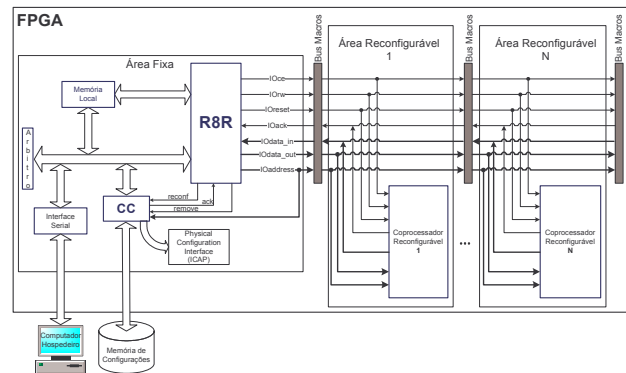 FPGA
Área Fixa
Memória
Local
R8R
Arbitro
CC
reconf
ack
remove
Interface
Serial
Physical
Configuration
Interface
(ICAP)
Computador
Hospedeiro
Memória de
Configurações
IOce
IOrw
IOreset
IOack
IOdata_in
IOdata_out
IOaddress
Bus Macros
Área Reconfigurável
1
Coprocessador
Reconfigurável
1
...
Bus Macros
Área Reconfigurável
N
Coprocessador
Reconfigurável
N
Bus Macros